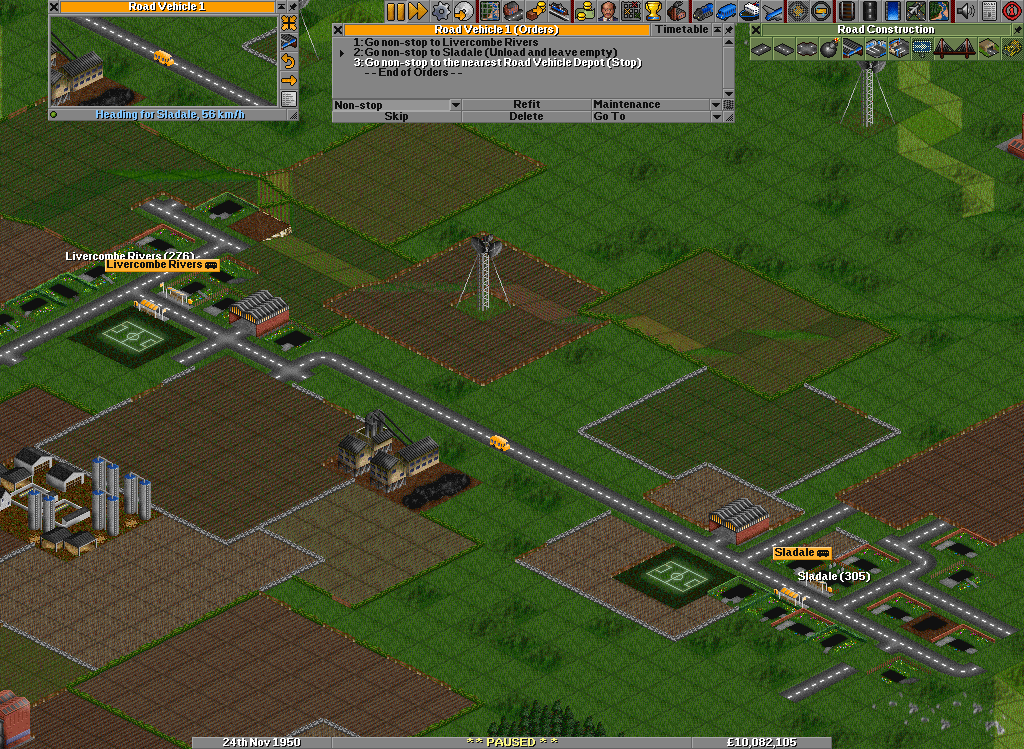 Road Vehicle 1
Heading for Sladale, 56 km/h
Road Vehicle 1 (Orders)
Timetable
1: Go non-stop to Livercombe Rivers
2: Go non-stop to Sladale (Unload and leave empty)
3: Go non-stop to the nearest Road Vehicle Depot (Stop)
- - End of Orders - -
Non-stop
Refit
Maintenance
Skip
Delete
Go To
Road Construction
Livercombe Rivers (276)
Livercombe Rivers
Sladale
Sladale (305)
24th Nov 1950
* * PAUSED * *
£10,082,105